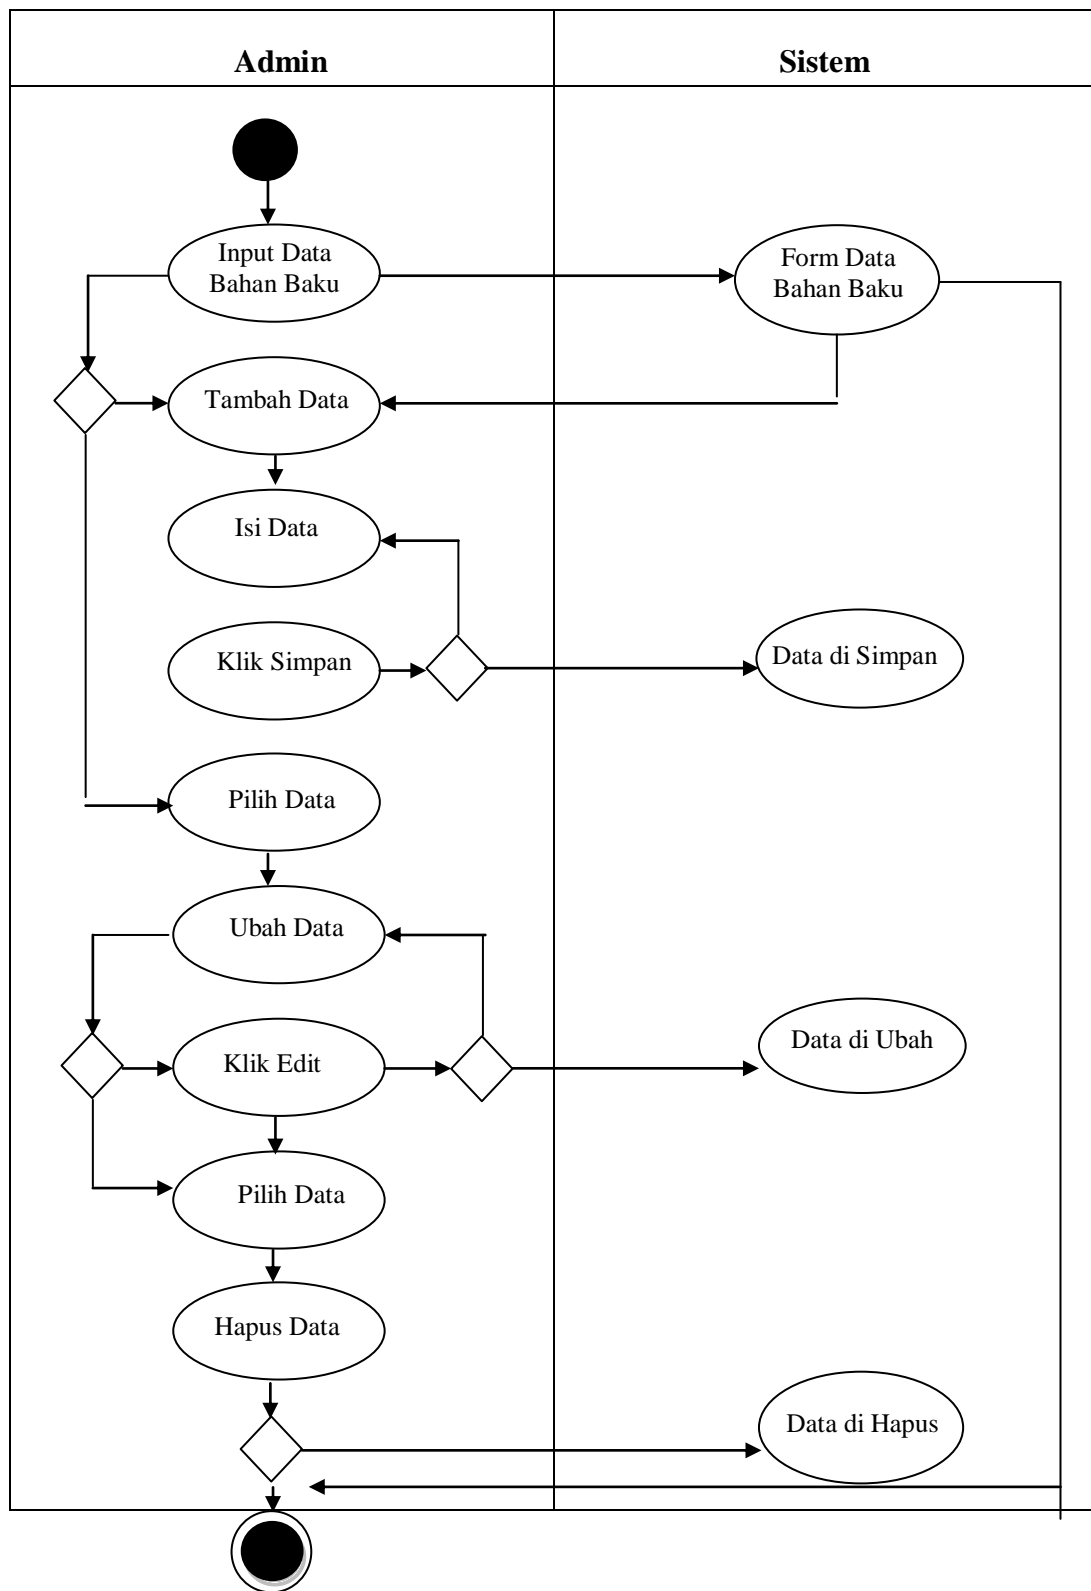 Admin
Sistem
Input Data
Bahan Baku
Form Data
Bahan Baku
Tambah Data
Isi Data
Klik Simpan
Data di Simpan
Pilih Data
Ubah Data
Klik Edit
Data di Ubah
Pilih Data
Hapus Data
Data di Hapus